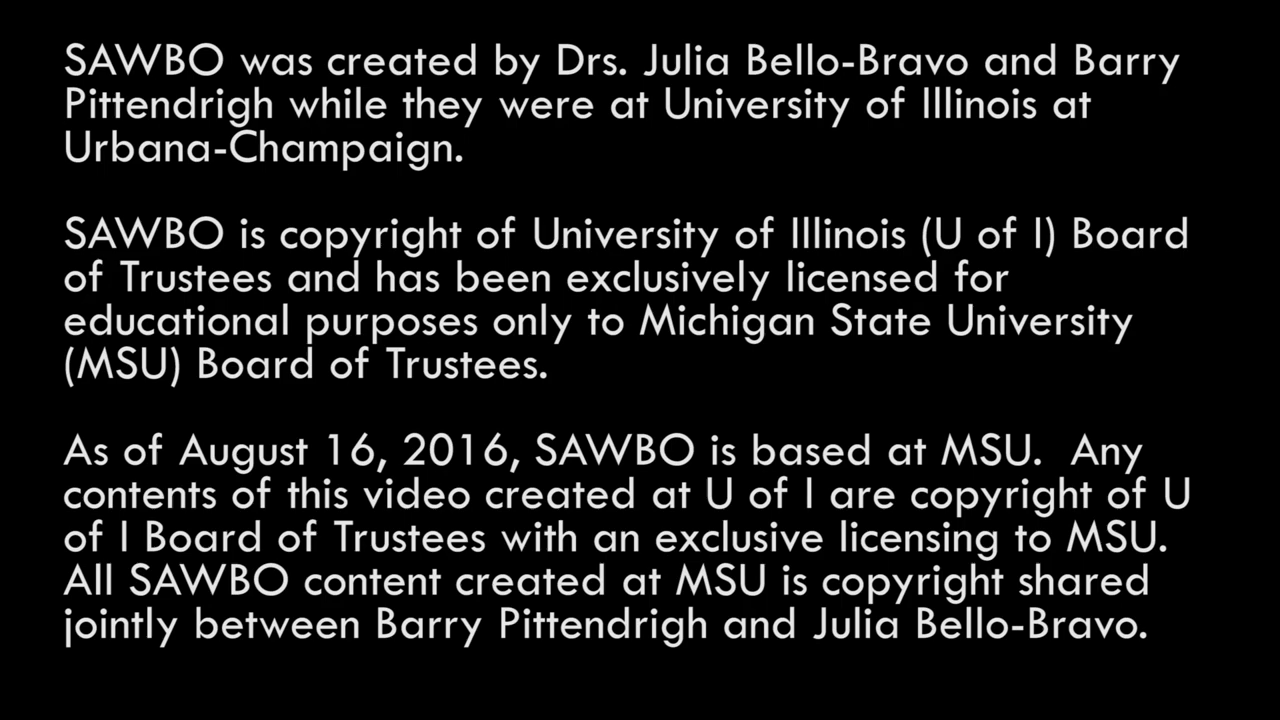 SAWBO was created by Drs. Julia Bello-Bravo and Barry
Pittendrigh while they were at University of Illinois at
Urbana-Champaign.
SAWBO is copyright of University of Illinois (U of I) Board
of Trustees and has been exclusively licensed for
educational purposes only to Michigan State University
(MSU) Board of Trustees.
As of August 16, 2016, SAWBO is based at MSU.  Any
contents of this video created at U of I are copyright of U
of I Board of Trustees with an exclusive licensing to MSU.
All SAWBO content created at MSU is copyright shared
jointly between Barry Pittendrigh and Julia Bello-Bravo.